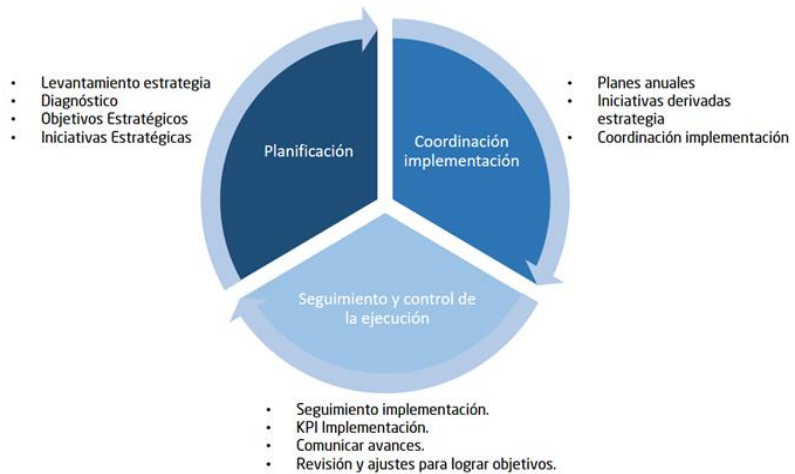 • Levantamiento estrategia
• Diagnóstico
• Objetivos Estratégicos
• Iniciativas Estratégicas
Planificación
Coordinación
implementación
• Planes anuales
• Iniciativas derivadas
estrategia
• Coordinación implementación
Seguimiento y control de
la ejecución
• Seguimiento implementación.
• KPI Implementación.
• Comunicar avances.
• Revisión y ajustes para lograr objetivos.